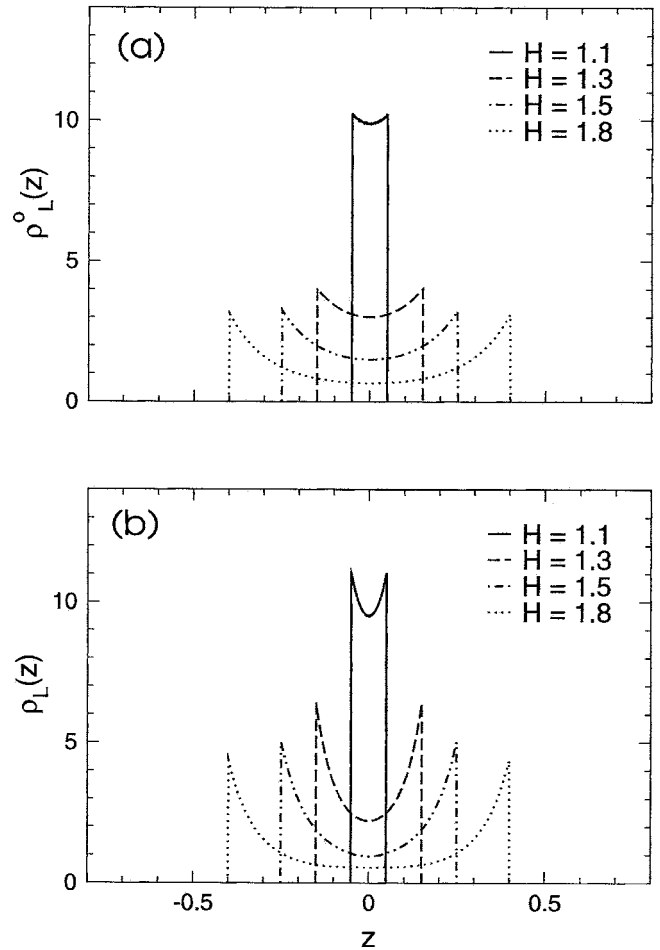 (a)
H = 1.1
H = 1.3
H = 1.5
H = 1.8
10
5
0
ρ°L(z)
(b)
H = 1.1
H = 1.3
H = 1.5
H = 1.8
10
5
0
ρL(z)
-0.5 0 0.5
z